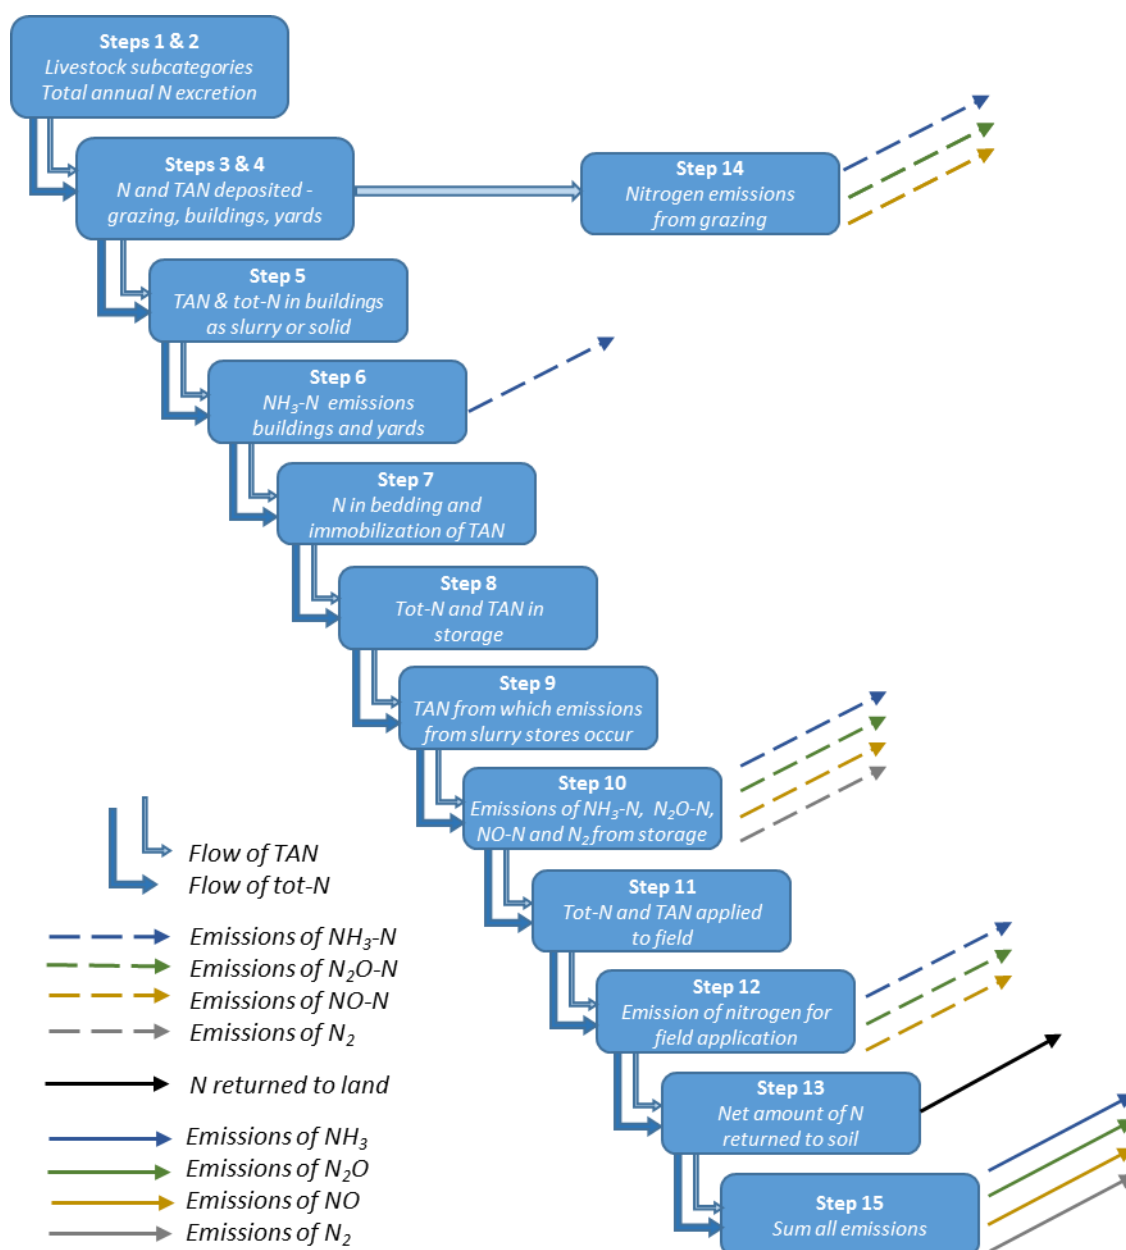 Steps 1 & 2
Livestock subcategories
Total annual N excretion
Steps 3 & 4
N and TAN deposited -
grazing, buildings, yards
Step 14
Nitrogen emissions
from grazing
Step 5
TAN & tot-N in buildings
as slurry or solid
Step 6
NH₃-N emissions
buildings and yards
Step 7
N in bedding and
immobilization of TAN
Step 8
Tot-N and TAN in
storage
Step 9
TAN from which emissions
from slurry stores occur
Step 10
Emissions of NH₃-N, N₂O-N,
NO-N and N₂ from storage
Step 11
Tot-N and TAN applied
to field
Step 12
Emission of nitrogen for
field application
Step 13
Net amount of N
returned to soil
Step 15
Sum all emissions
Flow of TAN
Flow of tot-N
Emissions of NH₃-N
Emissions of N₂O-N
Emissions of NO-N
Emissions of N₂
N returned to land
Emissions of NH₃
Emissions of N₂O
Emissions of NO
Emissions of N₂